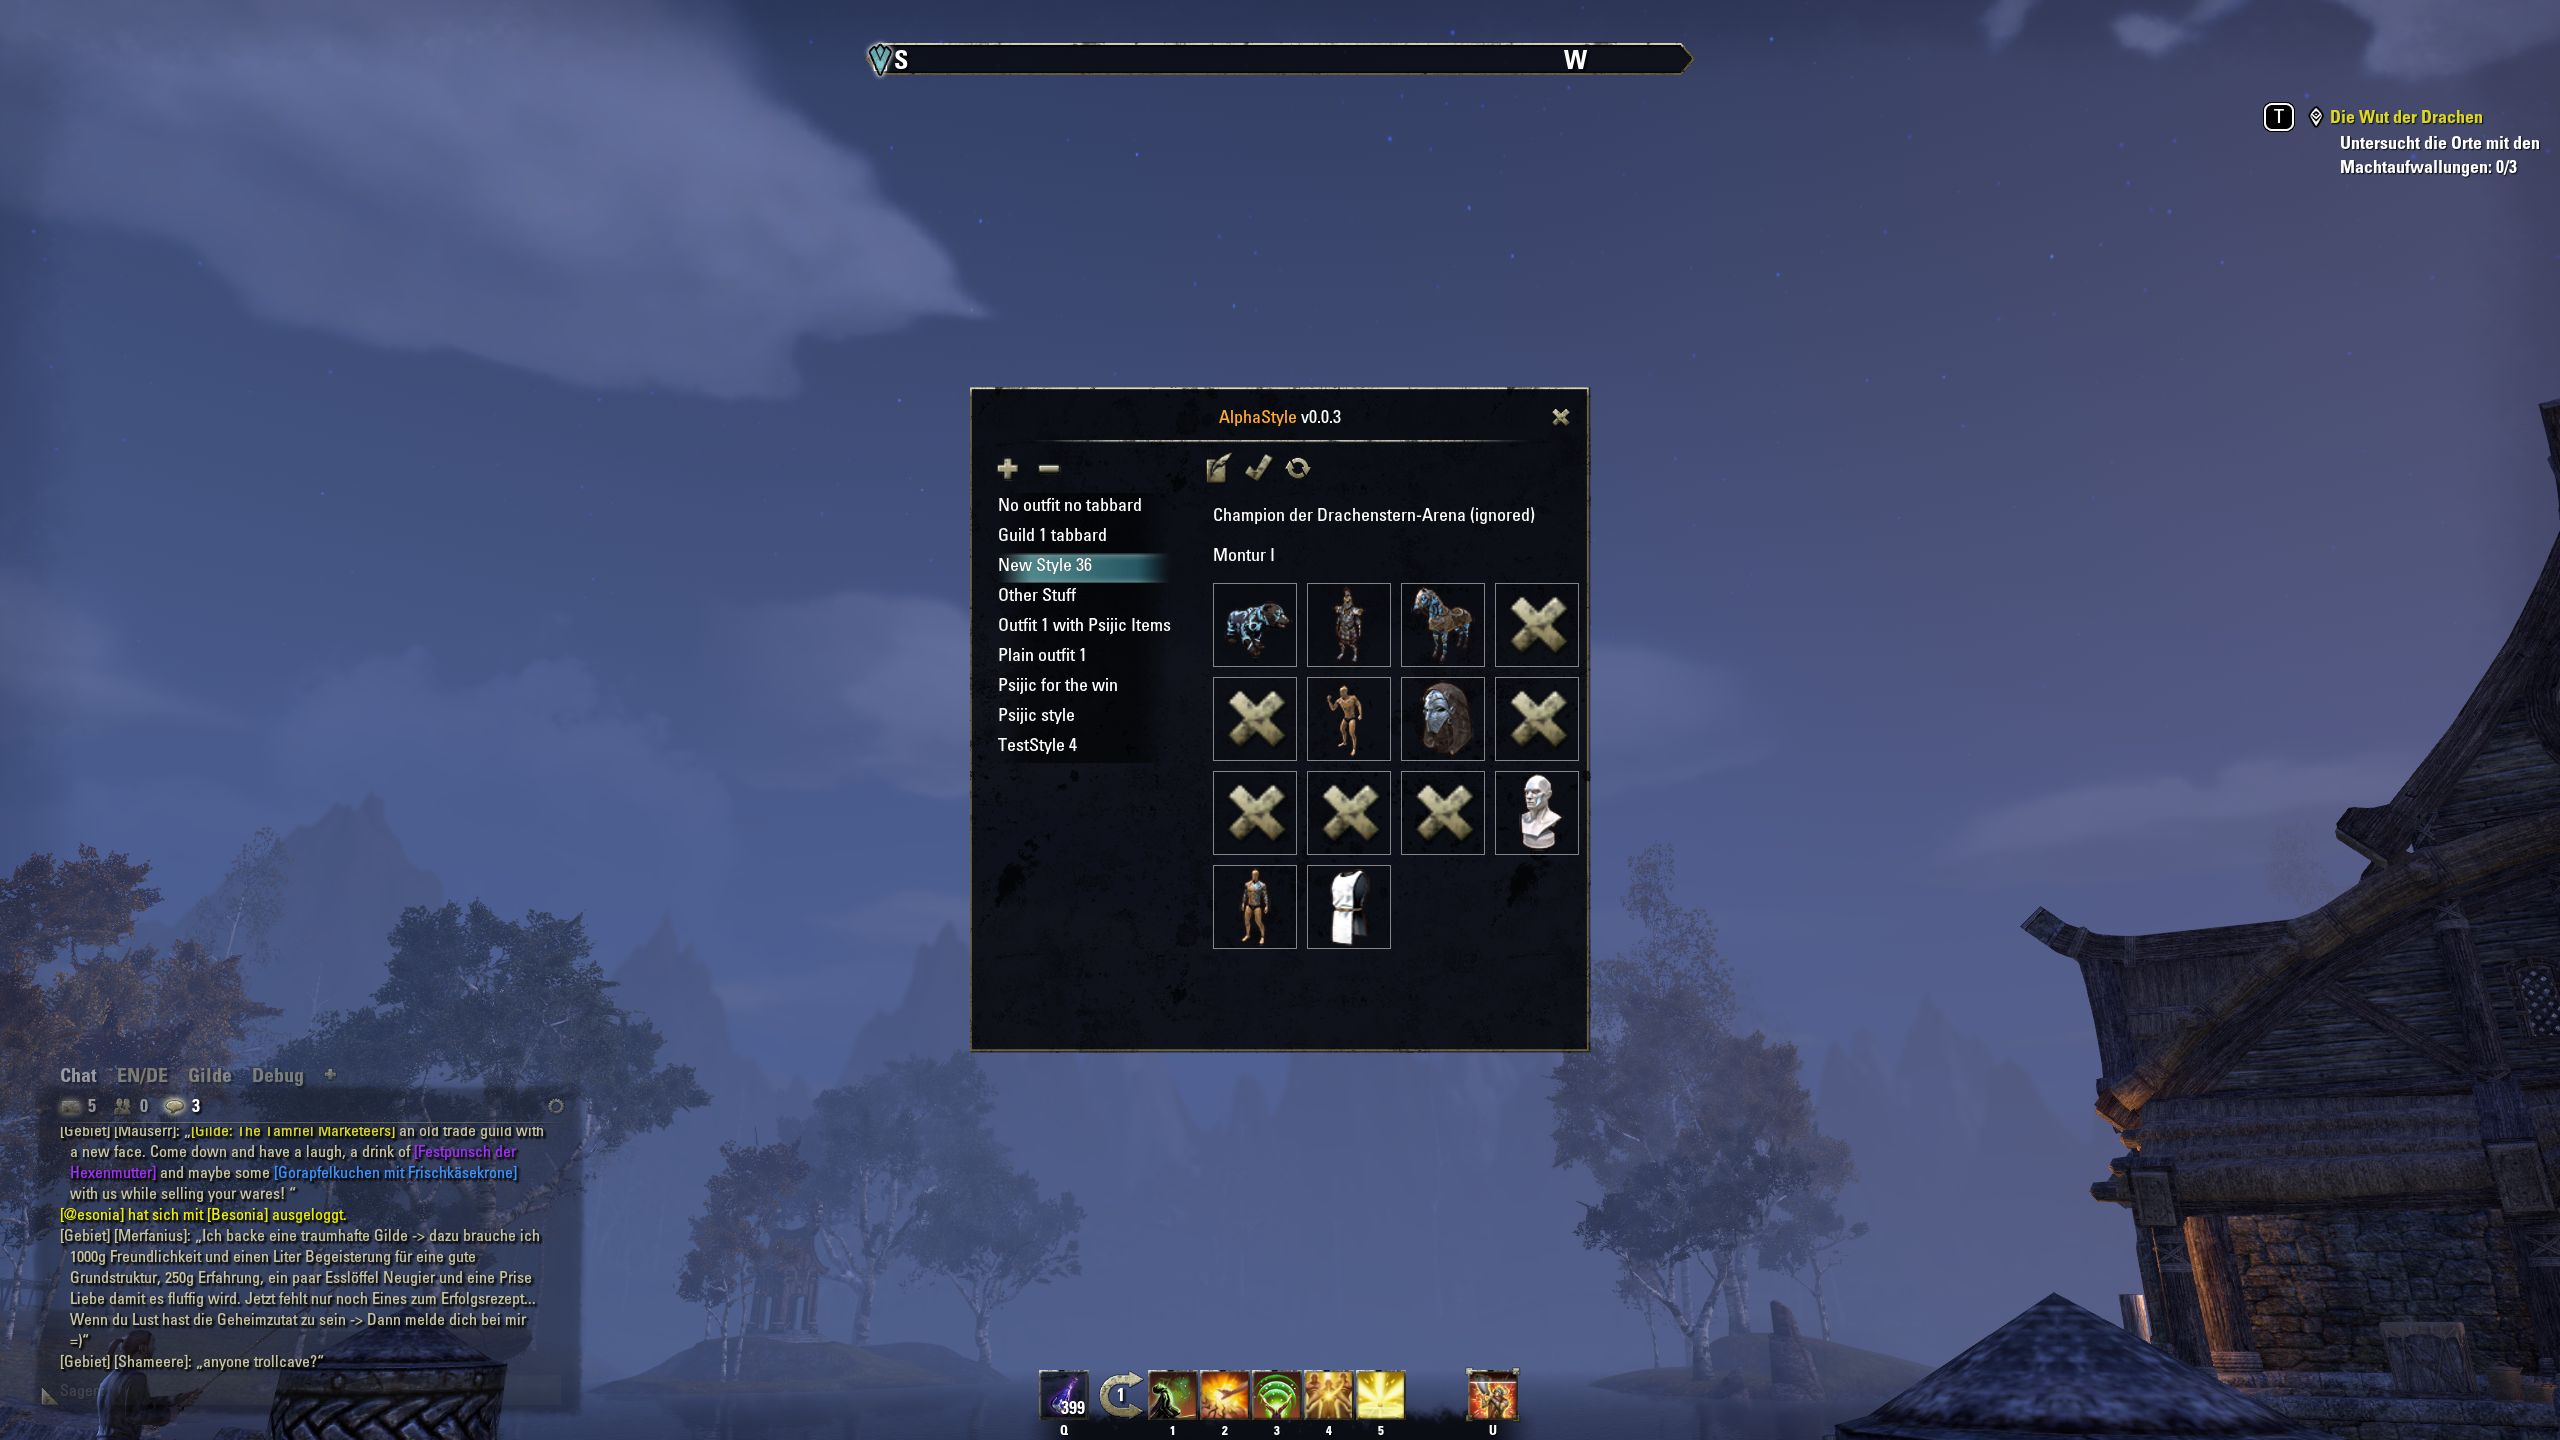 S
W
T
Die Wut der Drachen
Untersucht die Orte mit den
Machtaufwallungen: 0/3
AlphaStyle v0.0.3
No outfit no tabbard
Guild 1 tabbard
New Style 36
Other Stuff
Outfit 1 with Psijic Items
Plain outfit 1
Psijic for the win
Psijic style
TestStyle 4
Champion der Drachenstern-Arena (ignored)
Montur I
Chat EN/DE Gilde Debug
5 0 3
[Gebiet] [Mauserr]: „[Gilde: The Tamriel Marketeers] an old trade guild with
a new face. Come down and have a laugh, a drink of [Festpunsch der
Hexenmutter] and maybe some [Gorapfelkuchen mit Frischkäsekrone]
with us while selling your wares! “
[@esonia] hat sich mit [Besonia] ausgeloggt.
[Gebiet] [Merfanius]: „Ich backe eine traumhafte Gilde -> dazu brauche ich
1000g Freundlichkeit und einen Liter Begeisterung für eine gute
Grundstruktur, 250g Erfahrung, ein paar Esslöffel Neugier und eine Prise
Liebe damit es fluffig wird. Jetzt fehlt nur noch Eines zum Erfolgsrezept...
Wenn du Lust hast die Geheimzutat zu sein -> Dann melde dich bei mir
=)“
[Gebiet] [Shameere]: „anyone trollcave?“
Sagen
399
1
Q 1 2 3 4 5 U